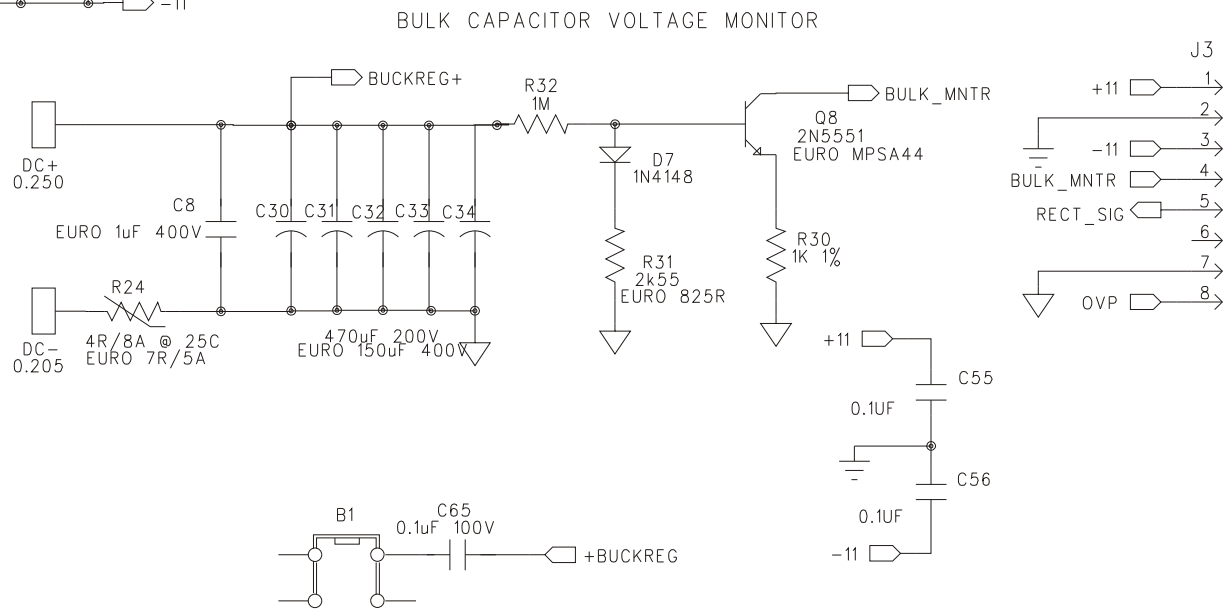 -11
BULK CAPACITOR VOLTAGE MONITOR
BUCKREG+
DC+
0.250
C8
EURO 1uF 400V
C30
C31
C32
C33
C34
R32
1M
D7
1N4148
R31
2k55
EURO 825R
BULK_MNTR
Q8
2N5551
EURO MPSA44
R30
1K 1%
DC-
0.205
R24
4R/8A @ 25C
EURO 7R/5A
470uF 200V
EURO 150uF 400V
J3
+11
1
2
-11
3
BULK_MNTR
4
RECT_SIG
5
6
7
OVP
8
+11
C55
0.1UF
C56
0.1UF
-11
B1
C65
0.1uF 100V
+BUCKREG